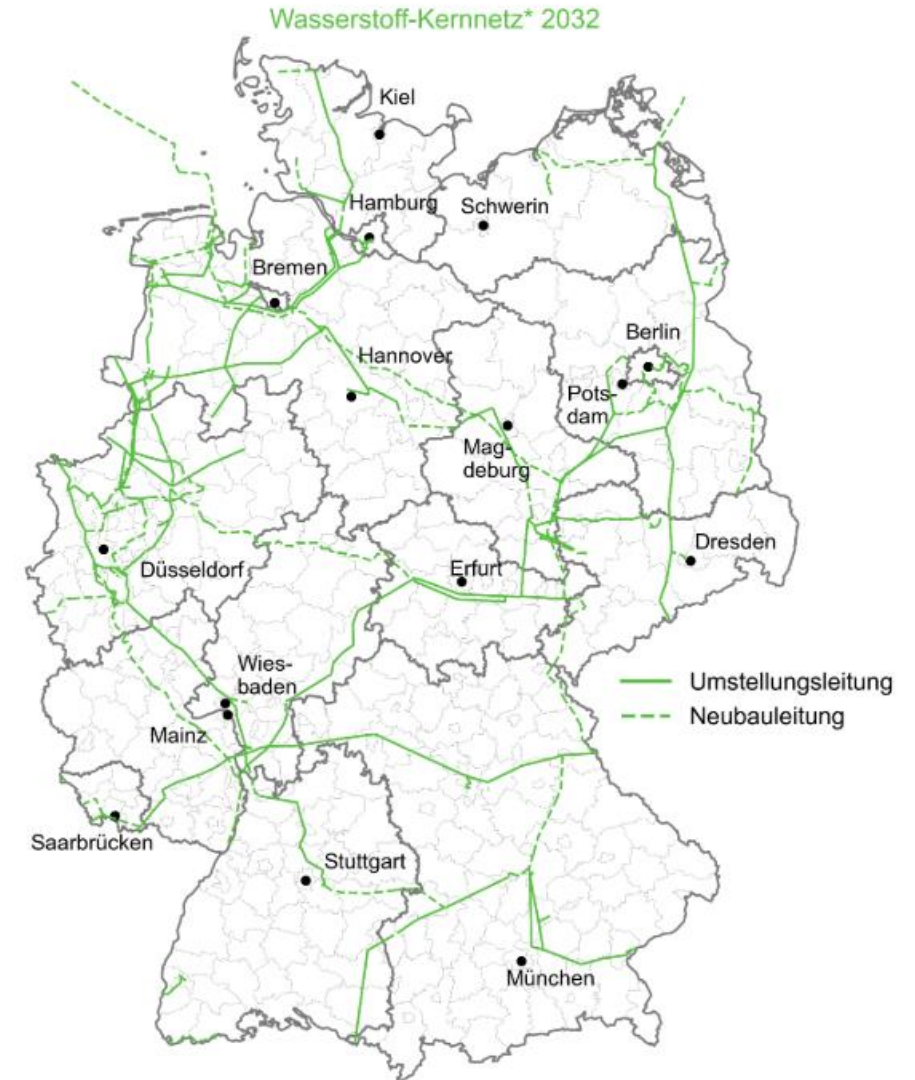 Wasserstoff-Kernnetz* 2032
Kiel
Hamburg
Schwerin
Bremen
Berlin
Hannover
Pots-
dam
Mag-
deburg
Dresden
Düsseldorf
Erfurt
Wies-
baden
Umstellungsleitung
Neubauleitung
Mainz
Saarbrücken
Stuttgart
München